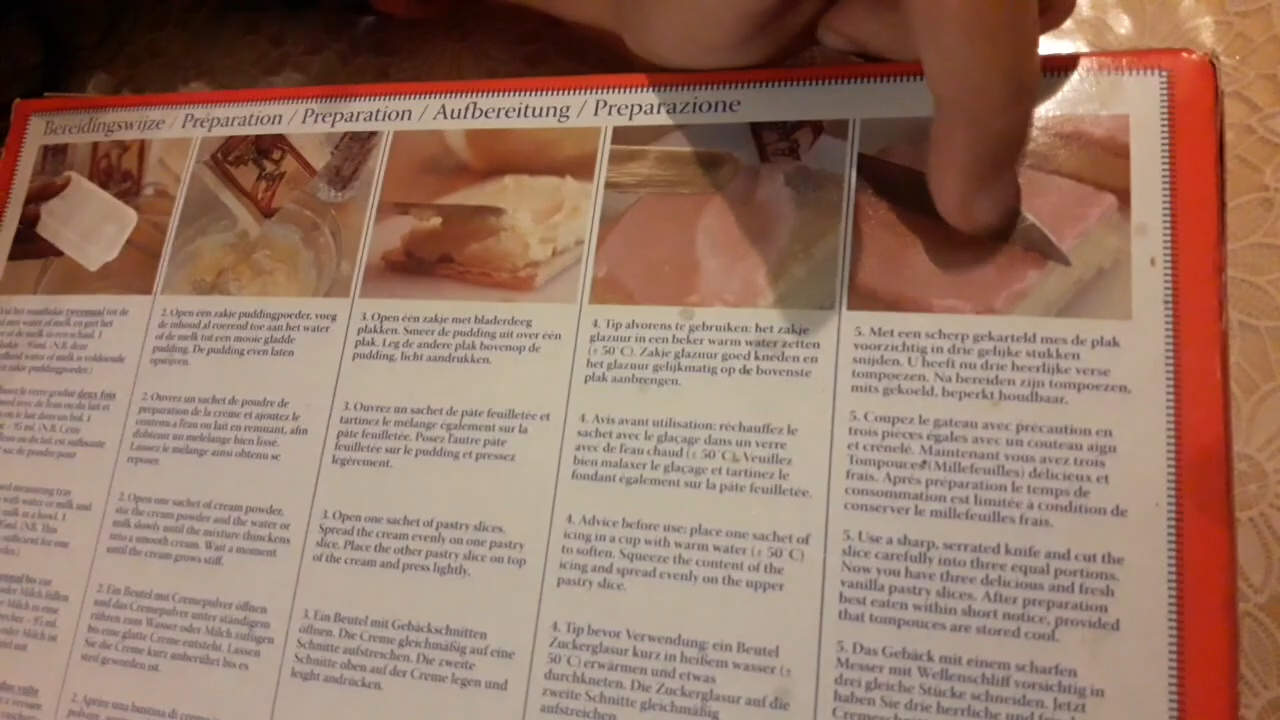 Bereidingswijze / Préparation / Preparation / Aufbereitung / Preparazione
tweemaal tot de
of melk en giet het
2. Open een zakje puddingpoeder, voeg
de inhoud al roerend toe aan het water
of de melk tot een mooie gladde
pudding. De pudding even laten
opstijven.
2. Ouvrez un sachet de poudre de
préparation de la creme et ajoutez le
contenu à l'eau ou lait en remuant, afin
d'obtenir un mélelange bien lissé.
Laissez le mélange ainsi obtenu se
reposer.
2. Open one sachet of cream powder,
stir the cream powder and the water or
milk slowly until the mixture thinckens
into a smooth cream. Wait a moment
until the cream grows stiff.
2. Ein Beutel mit Cremepulver öffnen
und das Cremepulver unter ständigen
rühren zum Wasser oder Milch zufügen
bis eine glatte Creme entsteht. Lassen
Sie die Creme kurz unberührt bis es
steif geworden ist.
2. Aprire una bustina di
3. Open één zakje met bladerdeeg
plakken. Smeer de pudding uit over één
plak. Leg de andere plak bovenop de
pudding, licht aandrukken.
3. Ouvrez un sachet de pâte feuilletée et
tartinez le mélange également sur la
pâte feuilletée. Posez l'autre pâte
feuilletée sur le pudding et pressez
légèrement.
3. Open one sachet of pastry slices.
Spread the cream evenly on one pastry
slice. Place the other pastry slice on top
of the cream and press lightly.
3. Ein Beutel mit Gebäckschnitten
öffnen. Die Creme gleichmäßig auf eine
Schnitte aufstreichen. Die zweite
Schnitte oben auf der Creme legen und
leight andrücken.
4. Tip alvorens te gebruiken: het zakje
glazuur in een beker warm water zetten
(± 50°C). Zakje glazuur goed kneden en
het glazuur gelijkmatig op de bovenste
plak aanbrengen.
4. Avis avant utilisation: réchauffez le
sachet avec le glaçage dans un verre
avec de l'eau chaud (± 50°C). Veuillez
bien malaxer le glaçage et tartinez le
fondant également sur la pâte feuilletée.
4. Advice before use: place one sachet of
icing in a cup with warm water (± 50°C)
to soften. Squeeze the content of the
icing and spread evenly on the upper
pastry slice.
4. Tip bevor Verwendung: ein Beutel
Zuckerglasur kurz in heißem wasser (±
50°C) erwärmen und etwas
durchkneten. Die Zuckerglasur auf die
zweite Schnitte gleichmäßig
aufstreichen.
5. Met een scherp gekarteld mes de plak
voorzichtig in drie gelijke stukken
snijden. U heeft nu drie heerlijke verse
tompoezen. Na bereiden zijn tompoezen,
mits gekoeld, beperkt houdbaar.
5. Coupez le gateau avec précaution en
trois pièces égales avec un couteau aigu
et crénelé. Maintenant vous avez trois
Tompouces (Millefeuilles) délicieux et
frais. Après préparation le temps de
consommation est limitée à condition de
conserver le millefeuilles frais.
5. Use a sharp, serrated knife and cut the
slice carefully into three equal portions.
Now you have three delicious and fresh
vanilla pastry slices. After preparation
best eaten within short notice, provided
that tompouces are stored cool.
5. Das Gebäck mit einem scharfen
Messer mit Wellenschliff vorsichtig in
drei gleiche Stücke schneiden. Jetzt
haben Sie drei herrliche und